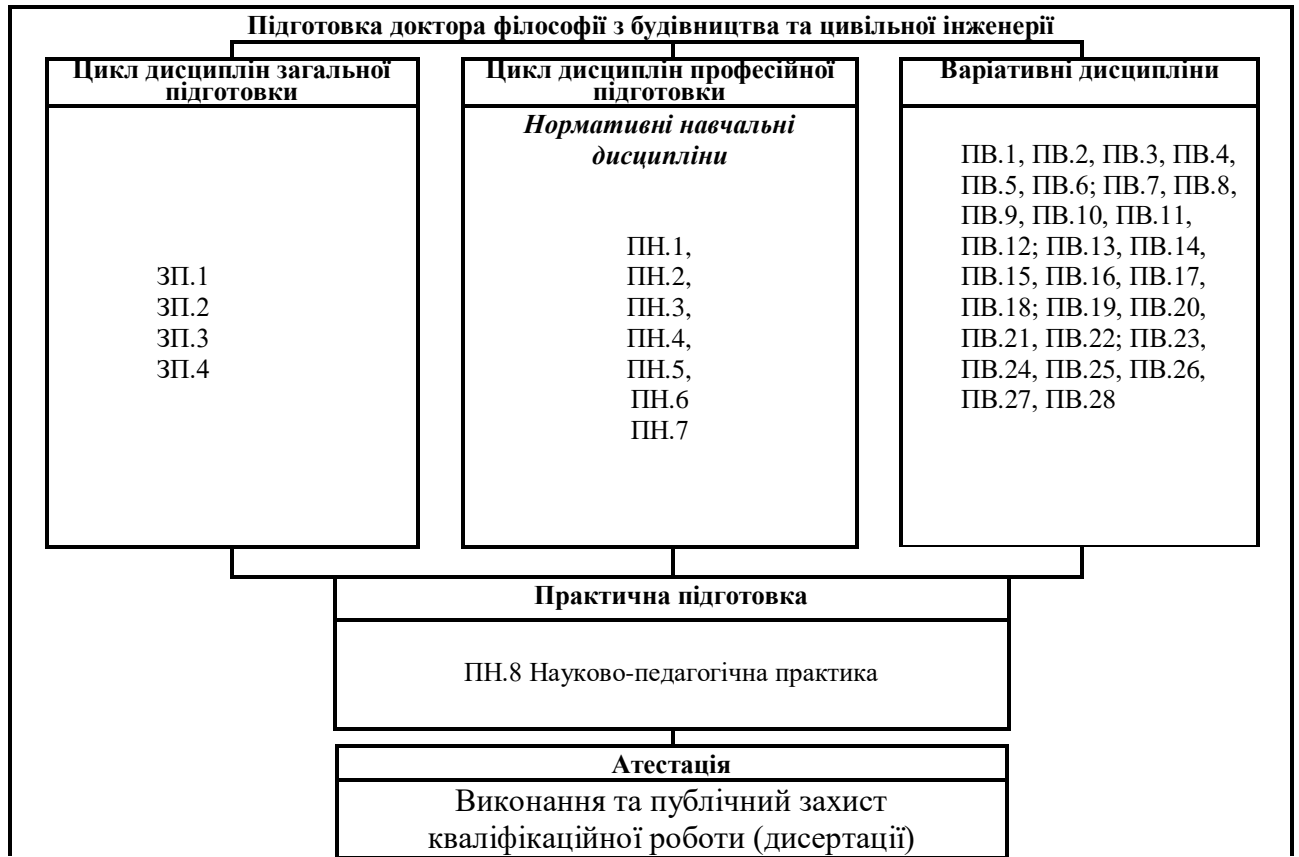 Підготовка доктора філософії з будівництва та цивільної інженерії
Цикл дисциплін загальної
підготовки
ЗП.1
ЗП.2
ЗП.3
ЗП.4
Цикл дисциплін професійної
підготовки
Нормативні навчальні
дисципліни
ПН.1,
ПН.2,
ПН.3,
ПН.4,
ПН.5,
ПН.6
ПН.7
Варіативні дисципліни
ПВ.1, ПВ.2, ПВ.3, ПВ.4,
ПВ.5, ПВ.6; ПВ.7, ПВ.8,
ПВ.9, ПВ.10, ПВ.11,
ПВ.12; ПВ.13, ПВ.14,
ПВ.15, ПВ.16, ПВ.17,
ПВ.18; ПВ.19, ПВ.20,
ПВ.21, ПВ.22; ПВ.23,
ПВ.24, ПВ.25, ПВ.26,
ПВ.27, ПВ.28
Практична підготовка
ПН.8 Науково-педагогічна практика
Атестація
Виконання та публічний захист
кваліфікаційної роботи (дисертації)